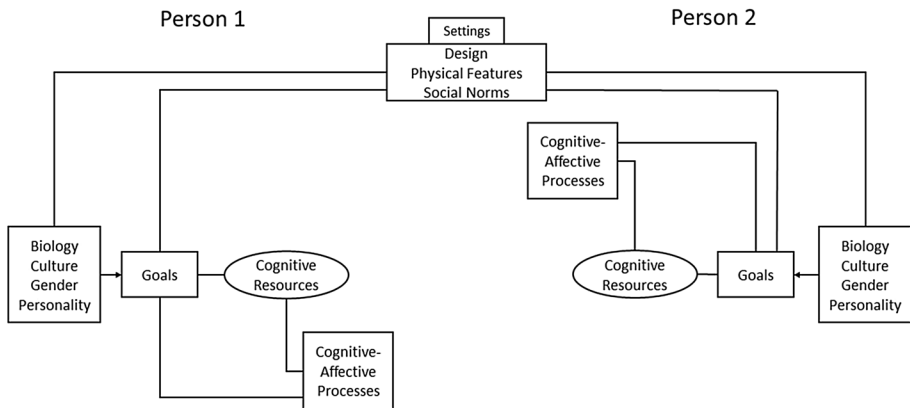 Person 1
Person 2
Settings
Design
Physical Features
Social Norms
Cognitive-
Affective
Processes
Biology
Culture
Gender
Personality
Goals
Cognitive
Resources
Cognitive
Resources
Goals
Biology
Culture
Gender
Personality
Cognitive-
Affective
Processes